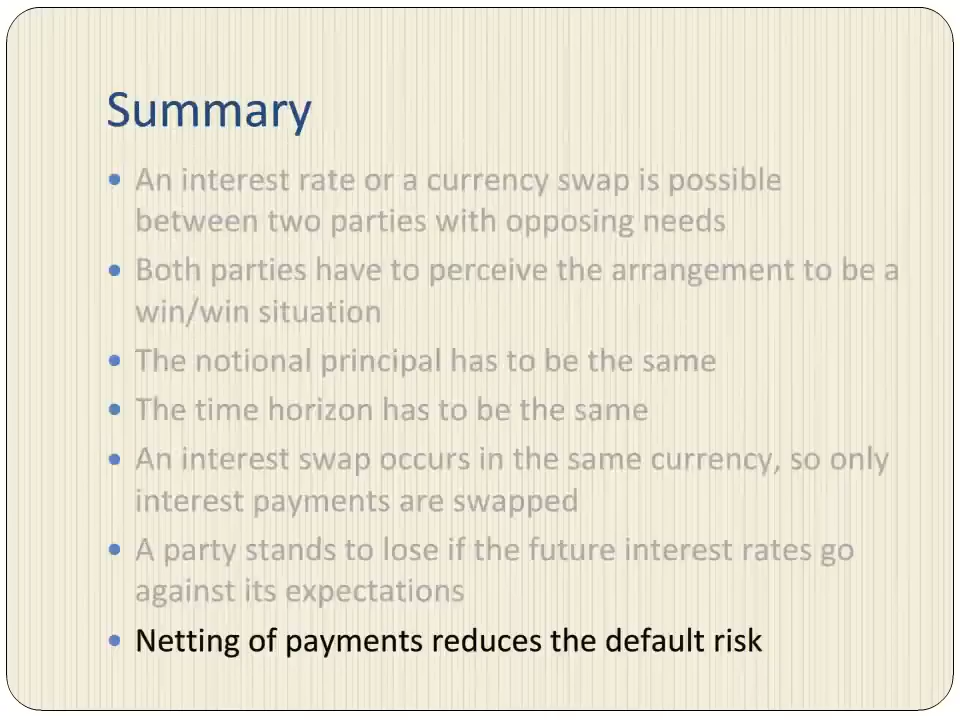 Summary
• An interest rate or a currency swap is possible
between two parties with opposing needs
• Both parties have to perceive the arrangement to be a
win/win situation
• The notional principal has to be the same
• The time horizon has to be the same
• An interest swap occurs in the same currency, so only
interest payments are swapped
• A party stands to lose if the future interest rates go
against its expectations
• Netting of payments reduces the default risk